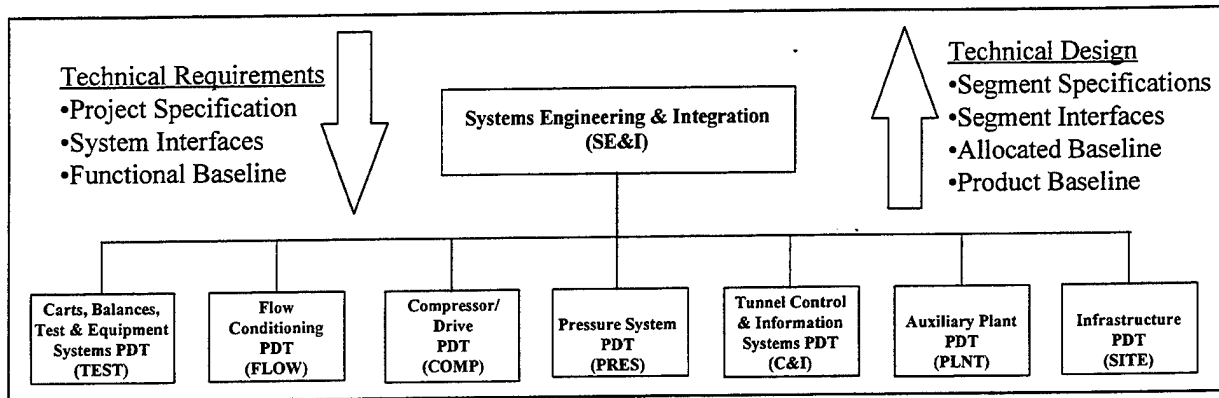 Technical Requirements
•Project Specification
•System Interfaces
•Functional Baseline
Systems Engineering & Integration
(SE&I)
Technical Design
•Segment Specifications
•Segment Interfaces
•Allocated Baseline
•Product Baseline
Carts, Balances,
Test & Equipment
Systems PDT
(TEST)
Flow
Conditioning
PDT
(FLOW)
Compressor/
Drive
PDT
(COMP)
Pressure System
PDT
(PRES)
Tunnel Control
& Information
Systems PDT
(C&I)
Auxiliary Plant
PDT
(PLNT)
Infrastructure
PDT
(SITE)